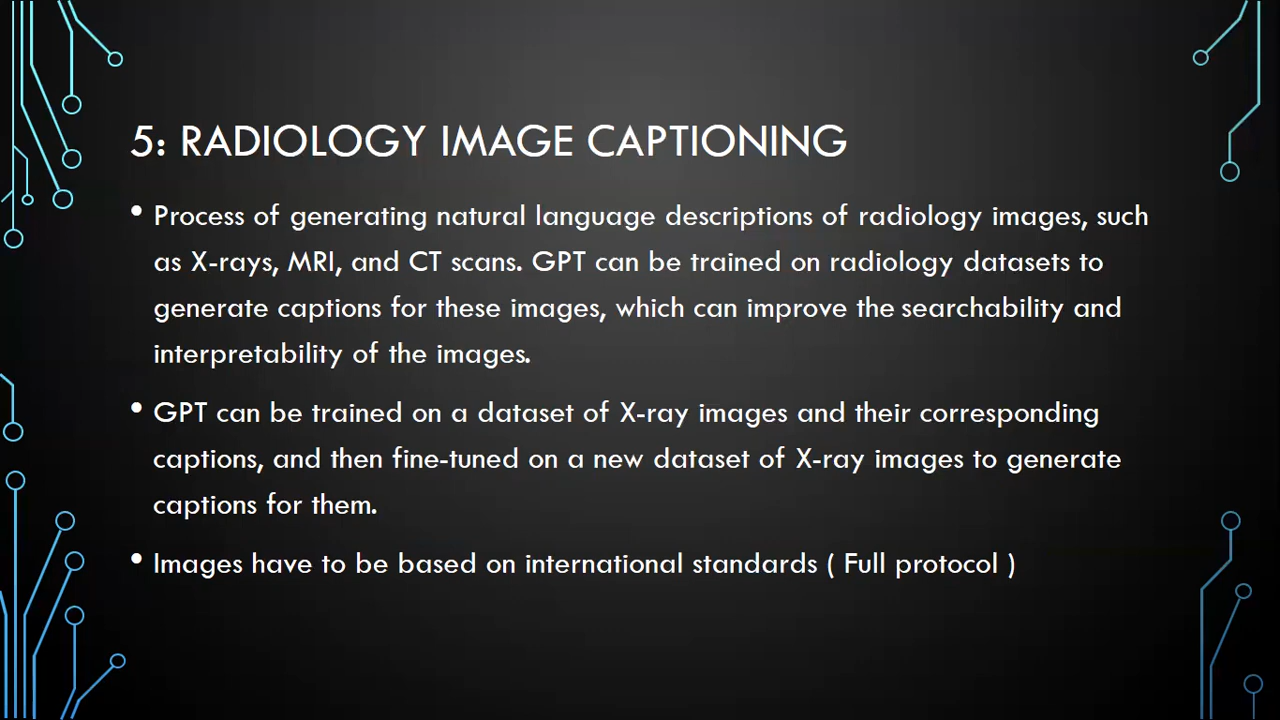 5: RADIOLOGY IMAGE CAPTIONING
• Process of generating natural language descriptions of radiology images, such
as X-rays, MRI, and CT scans. GPT can be trained on radiology datasets to
generate captions for these images, which can improve the searchability and
interpretability of the images.
• GPT can be trained on a dataset of X-ray images and their corresponding
captions, and then fine-tuned on a new dataset of X-ray images to generate
captions for them.
• Images have to be based on international standards ( Full protocol )